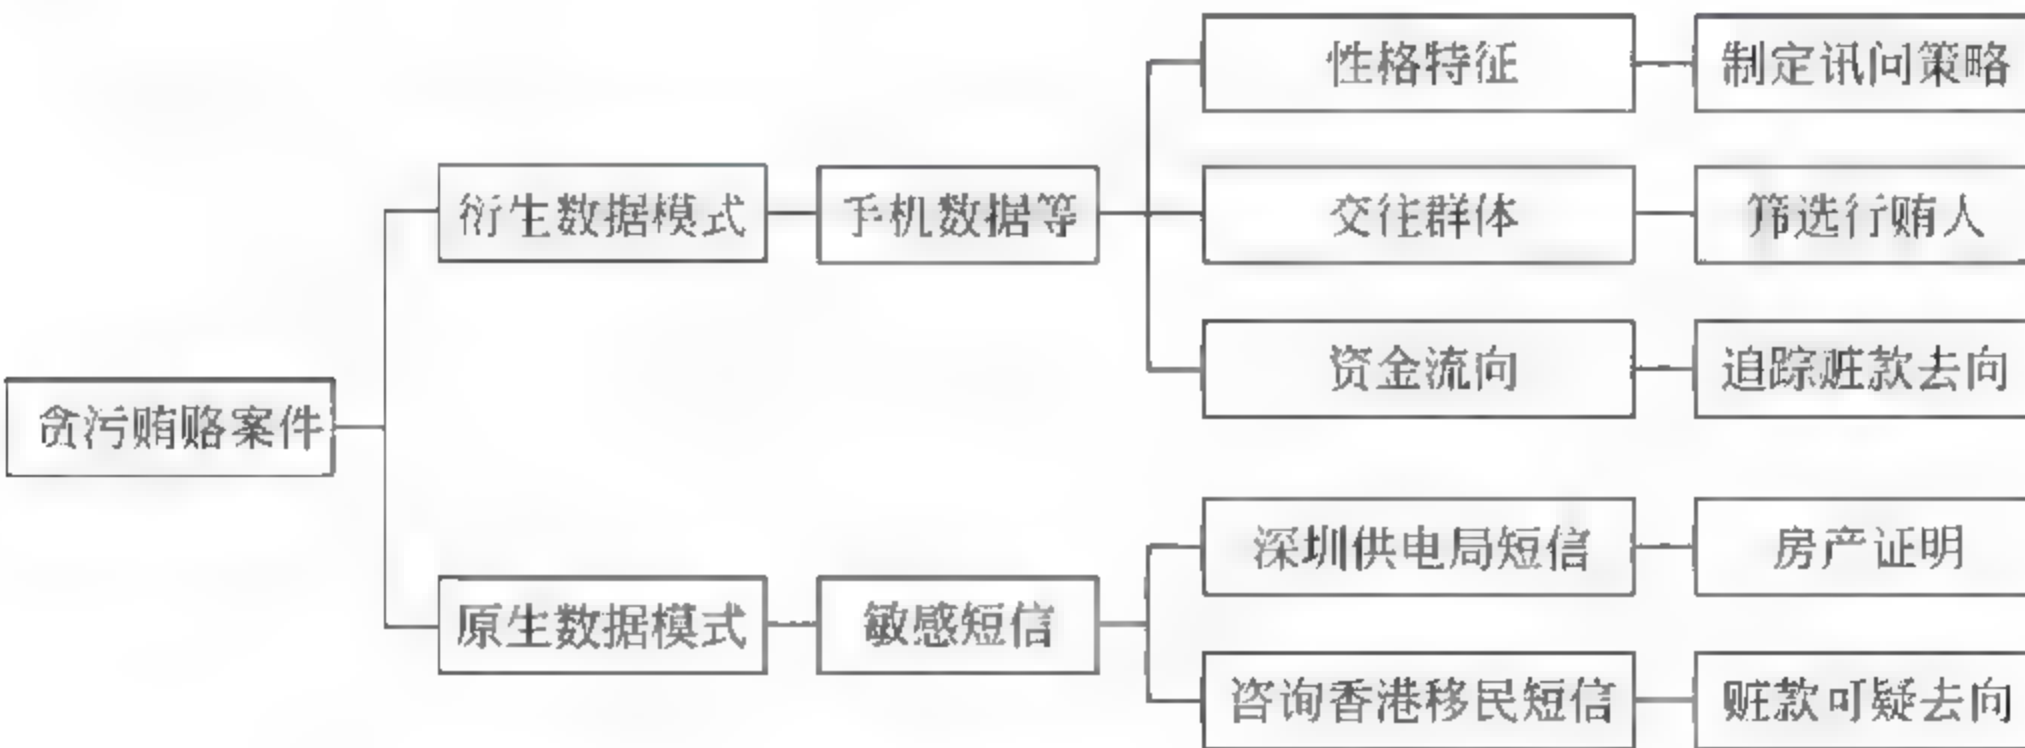 性格特征
制定讯问策略
衍生数据模式
手机数据等
交往群体
筛选行贿人
资金流向
追踪赃款去向
贪污贿赂案件
深圳供电局短信
房产证明
原生数据模式
敏感短信
咨询香港移民短信
赃款可疑去向